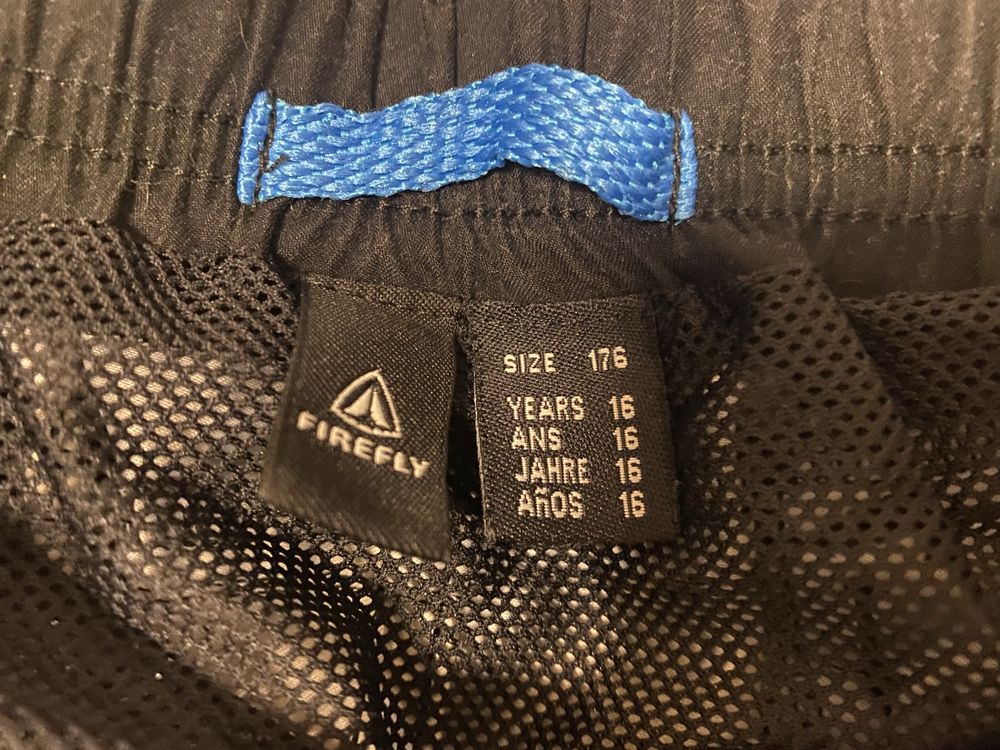 FIREFLY
SIZE 176
YEARS 16
ANS 16
JAHRE 16
AÑOS 16